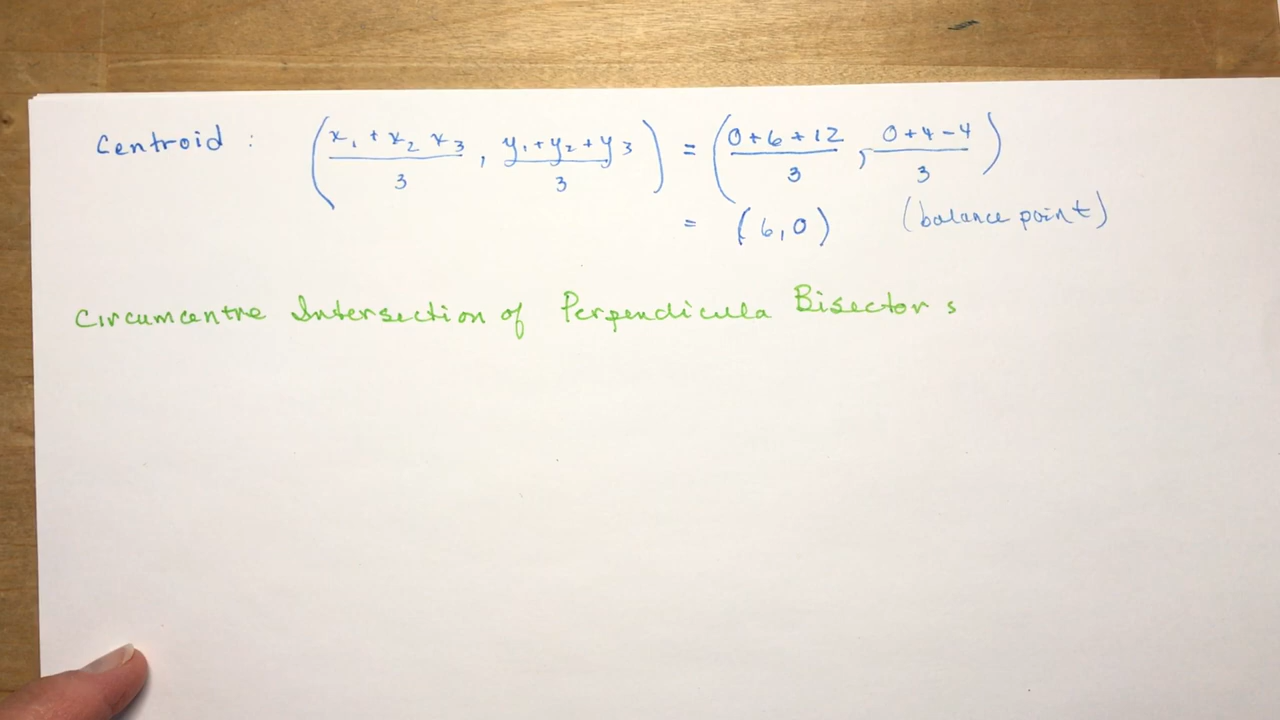 Centroid : (x₁ + x₂ x₃ / 3 , y₁ + y₂ + y₃ / 3) = (0+6+12 / 3 , 0+4-4 / 3)
= (6,0) (balance point)
Circumcentre Intersection of Perpendicula Bisectors